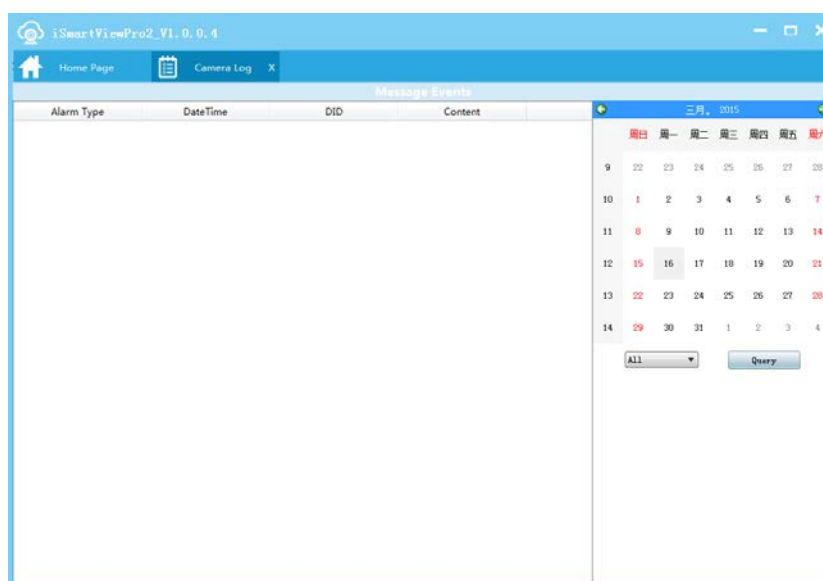 iSmartViewPro2_V1.0.0.4
Home Page Camera Log X
Message Events
Alarm Type DateTime DID Content
三月, 2015
周日 周一 周二 周三 周四 周五 周六
9 22 23 24 25 26 27 28
10 1 2 3 4 5 6 7
11 8 9 10 11 12 13 14
12 15 16 17 18 19 20 21
13 22 23 24 25 26 27 28
14 29 30 31 1 2 3 4
All Query